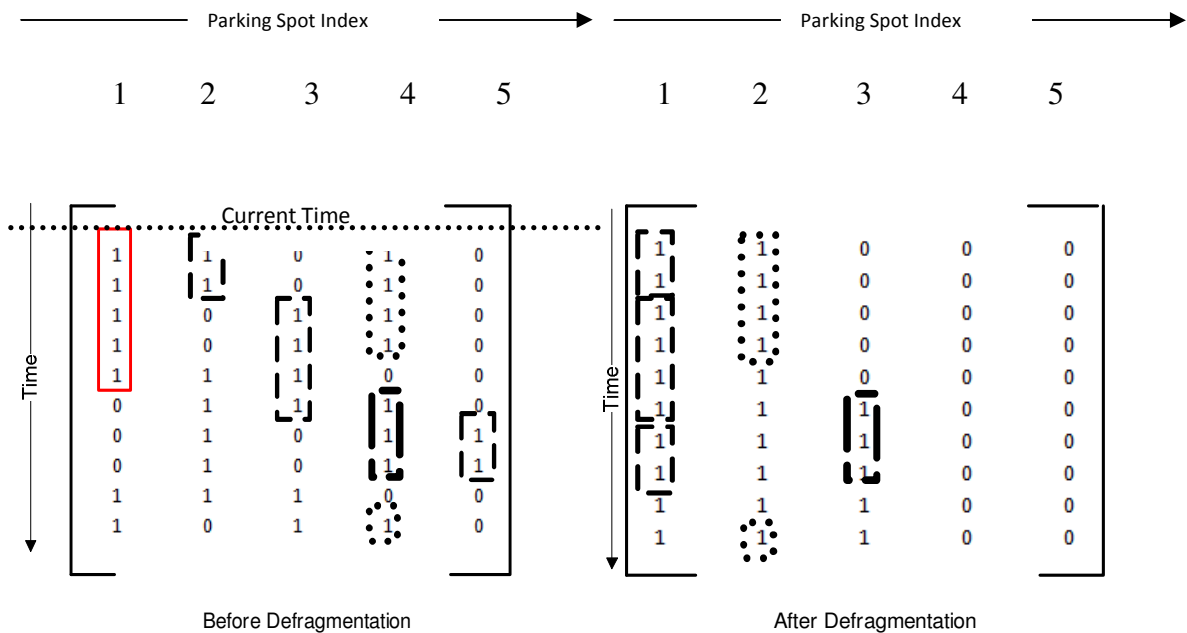 Parking Spot Index Parking Spot Index
1 2 3 4 5 1 2 3 4 5
Current Time
1 1 0 1 0 1 1 0 0 0
1 1 0 1 0 1 1 0 0 0
1 0 1 1 0 1 1 0 0 0
1 0 1 1 0 1 1 0 0 0
1 1 1 0 0 1 1 0 0 0
0 1 1 1 0 1 1 1 0 0
0 1 0 1 1 1 1 1 0 0
0 1 0 1 1 1 1 1 0 0
1 1 1 0 0 1 1 1 0 0
1 0 1 1 0 1 1 1 0 0
Time Time
Before Defragmentation After Defragmentation